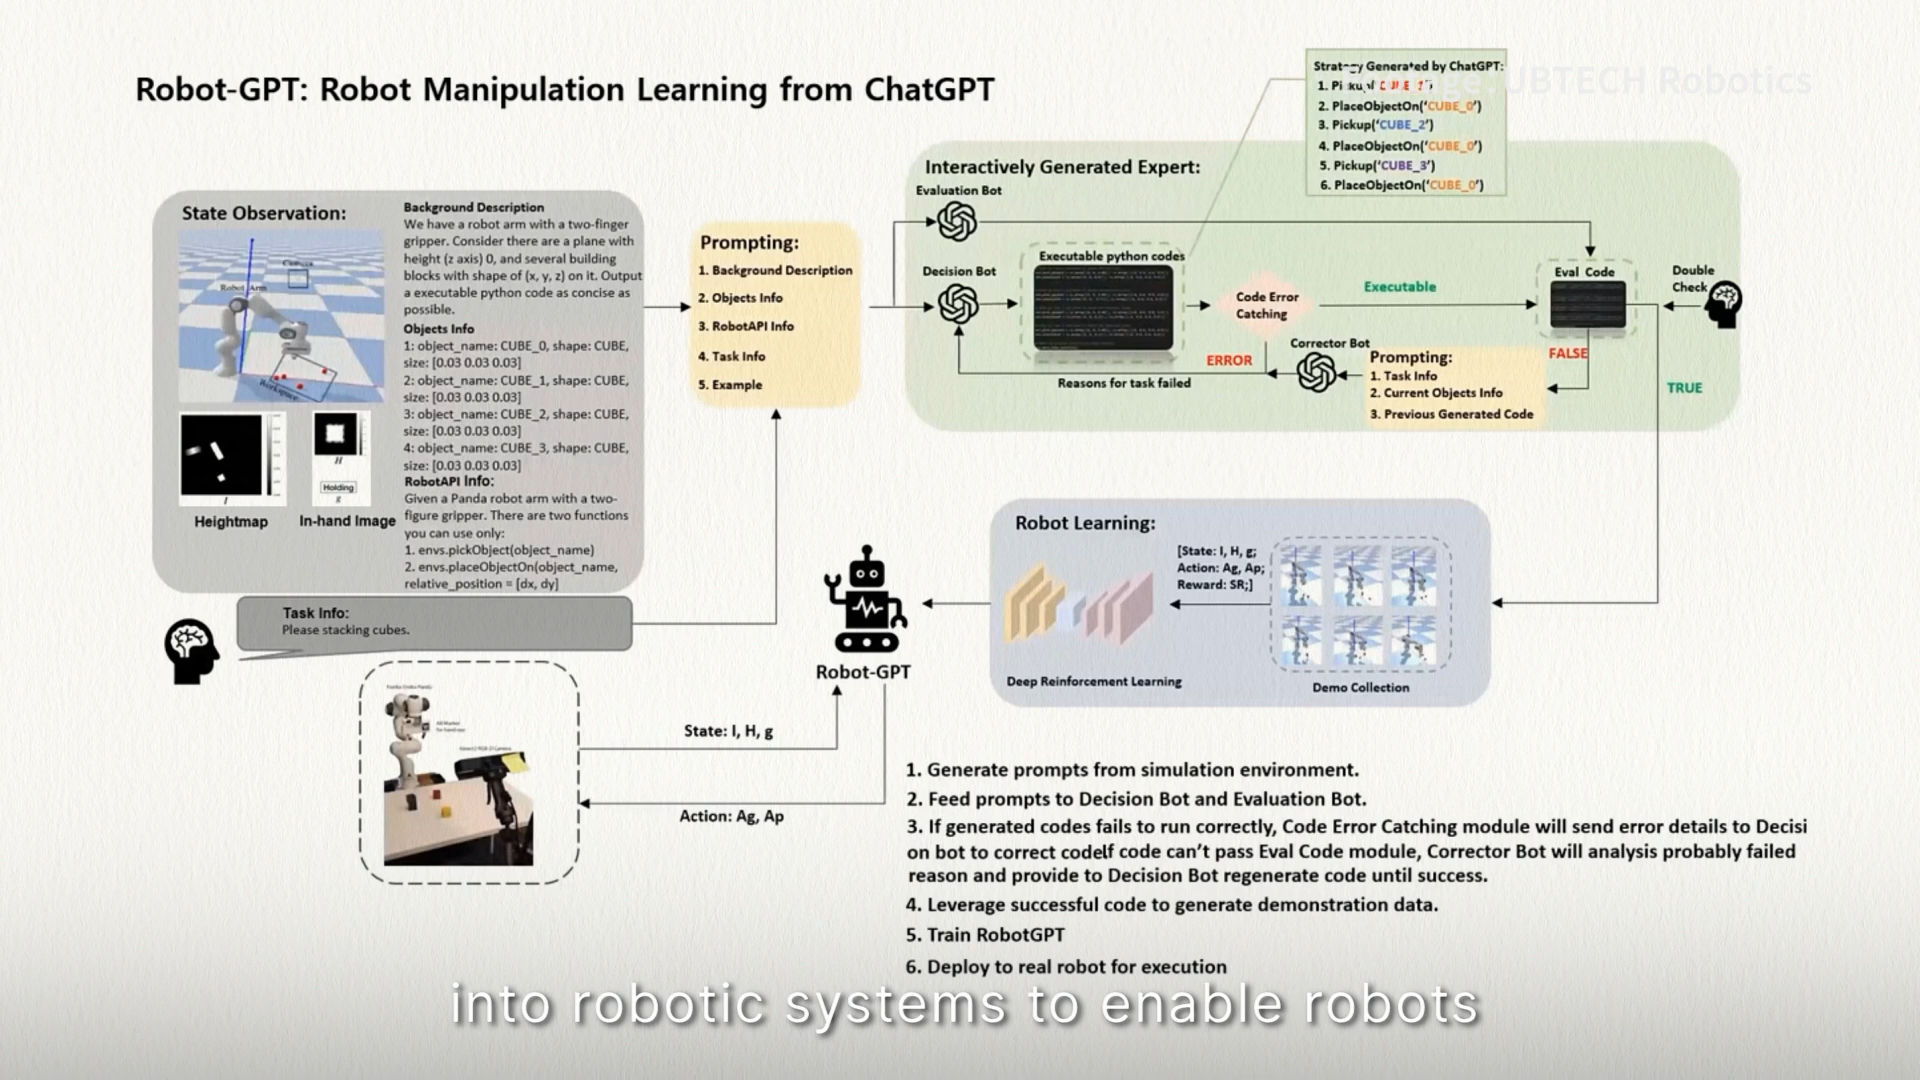 Robot-GPT: Robot Manipulation Learning from ChatGPT
UBTECH Robotics
Strategy Generated by ChatGPT:
1. Pickup(
2. PlaceObjectOn('CUBE_0')
3. Pickup('CUBE_2')
4. PlaceObjectOn('CUBE_0')
5. Pickup('CUBE_3')
6. PlaceObjectOn('CUBE_0')
State Observation:
Camera
Robot Arm
Workspace
I
H
Holding
g
Heightmap
In-hand Image
Background Description
We have a robot arm with a two-finger
gripper. Consider there are a plane with
height (z axis) 0, and several building
blocks with shape of (x, y, z) on it. Output
a executable python code as concise as
possible.
Objects Info
1: object_name: CUBE_0, shape: CUBE,
size: [0.03 0.03 0.03]
2: object_name: CUBE_1, shape: CUBE,
size: [0.03 0.03 0.03]
3: object_name: CUBE_2, shape: CUBE,
size: [0.03 0.03 0.03]
4: object_name: CUBE_3, shape: CUBE,
size: [0.03 0.03 0.03]
RobotAPI Info:
Given a Panda robot arm with a two-
figure gripper. There are two functions
you can use only:
1. envs.pickObject(object_name)
2. envs.placeObjectOn(object_name,
relative_position = [dx, dy]
Task Info:
Please stacking cubes.
Prompting:
1. Background Description
2. Objects Info
3. RobotAPI Info
4. Task Info
5. Example
Interactively Generated Expert:
Evaluation Bot
Decision Bot
Executable python codes
Code Error
Catching
Executable
Eval Code
Double
Check
ERROR
Reasons for task failed
Corrector Bot
Prompting:
1. Task Info
2. Current Objects Info
3. Previous Generated Code
FALSE
TRUE
Robot Learning:
[State: I, H, g;
Action: Ag, Ap;
Reward: SR;]
Deep Reinforcement Learning
Demo Collection
Robot-GPT
State: I, H, g
Action: Ag, Ap
1. Generate prompts from simulation environment.
2. Feed prompts to Decision Bot and Evaluation Bot.
3. If generated codes fails to run correctly, Code Error Catching module will send error details to Decisi
on bot to correct codeIf code can't pass Eval Code module, Corrector Bot will analysis probably failed
reason and provide to Decision Bot regenerate code until success.
4. Leverage successful code to generate demonstration data.
5. Train RobotGPT
6. Deploy to real robot for execution
into robotic systems to enable robots